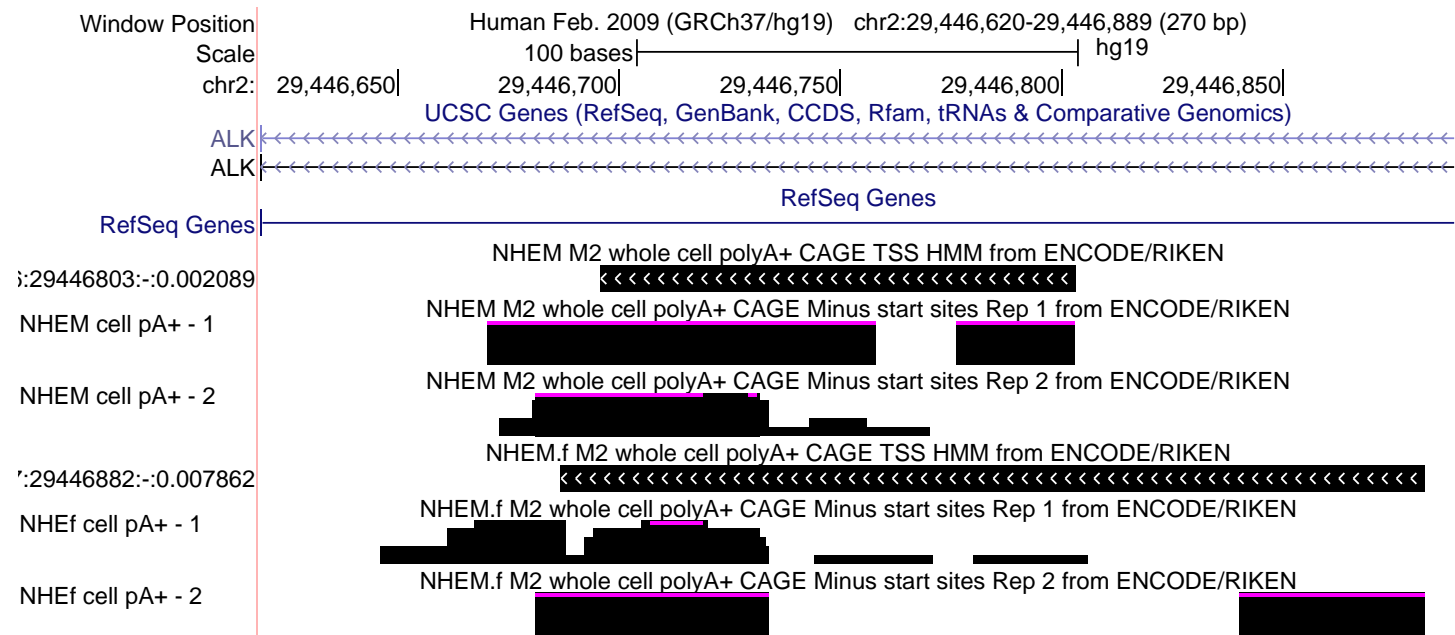 Window Position Human Feb. 2009 (GRCh37/hg19) chr2:29,446,620-29,446,889 (270 bp)
Scale 100 bases hg19
chr2: 29,446,650 29,446,700 29,446,750 29,446,800 29,446,850
UCSC Genes (RefSeq, GenBank, CCDS, Rfam, tRNAs & Comparative Genomics)
ALK
ALK
RefSeq Genes
RefSeq Genes
NHEM M2 whole cell polyA+ CAGE TSS HMM from ENCODE/RIKEN
:29446803:-:0.002089
NHEM M2 whole cell polyA+ CAGE Minus start sites Rep 1 from ENCODE/RIKEN
NHEM cell pA+ - 1
NHEM M2 whole cell polyA+ CAGE Minus start sites Rep 2 from ENCODE/RIKEN
NHEM cell pA+ - 2
NHEM.f M2 whole cell polyA+ CAGE TSS HMM from ENCODE/RIKEN
:29446882:-:0.007862
NHEM.f M2 whole cell polyA+ CAGE Minus start sites Rep 1 from ENCODE/RIKEN
NHEf cell pA+ - 1
NHEM.f M2 whole cell polyA+ CAGE Minus start sites Rep 2 from ENCODE/RIKEN
NHEf cell pA+ - 2